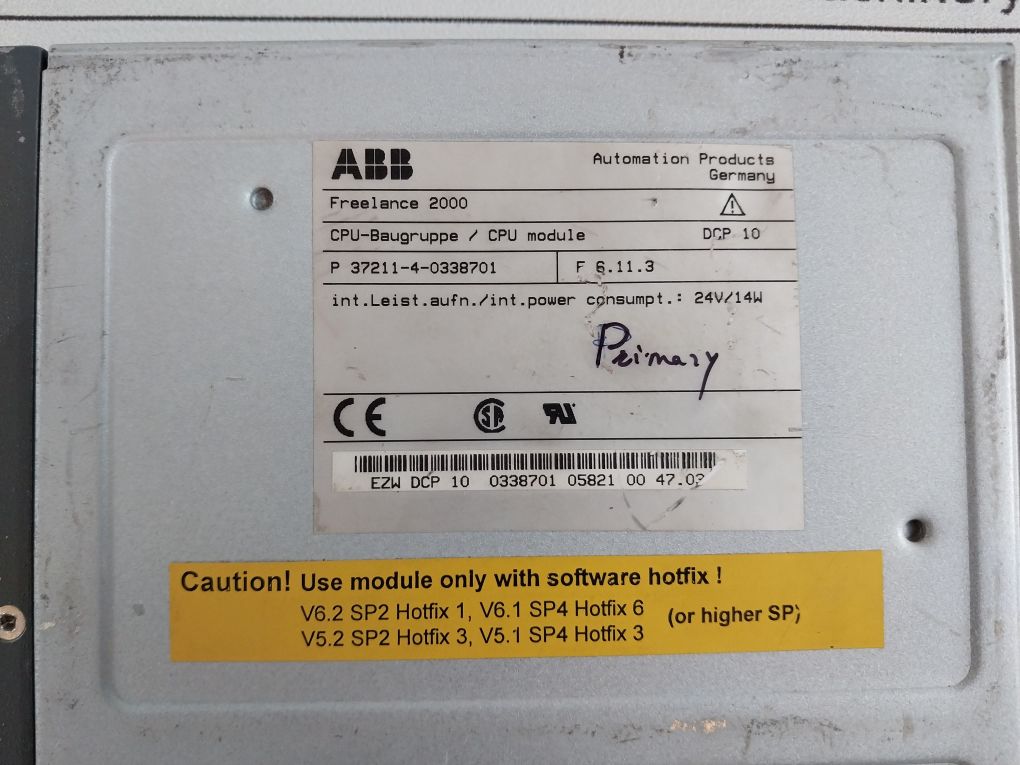 ABB
Automation Products
Germany
Freelance 2000
CPU-Baugruppe / CPU module DCP 10
P 37211-4-0338701 F 6.11.3
int.Leist.aufn./int.power consumpt.: 24V/14W
Primary
CE
EZW DCP 10 0338701 05821 00 47.03
Caution! Use module only with software hotfix !
V6.2 SP2 Hotfix 1, V6.1 SP4 Hotfix 6
(or higher SP)
V5.2 SP2 Hotfix 3, V5.1 SP4 Hotfix 3